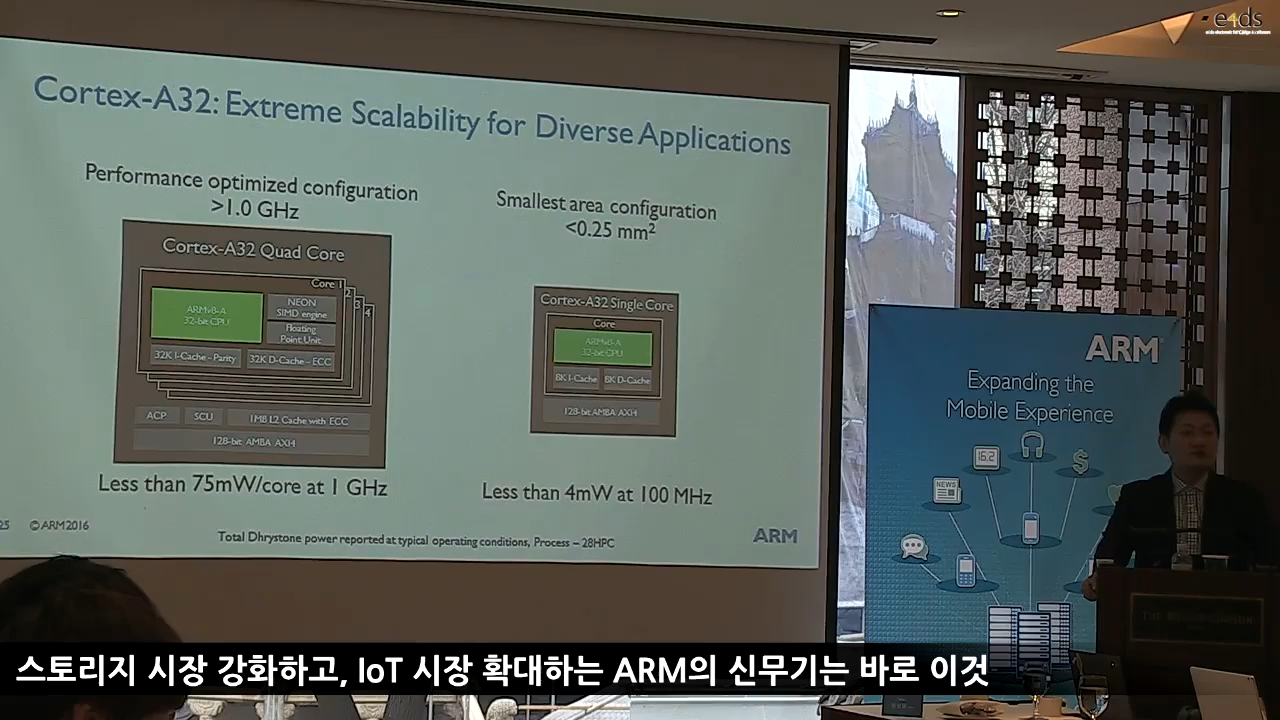 e4ds
Cortex-A32: Extreme Scalability for Diverse Applications
Performance optimized configuration
>1.0 GHz
Cortex-A32 Quad Core
Core 1
2
3
4
ARMv8-A
32-bit CPU
NEON
SIMD engine
Floating
Point Unit
32K I-Cache - Parity
32K D-Cache - ECC
ACP
SCU
1MB L2 Cache with ECC
128-bit AMBA AXI4
Less than 75mW/core at 1 GHz
Smallest area configuration
<0.25 mm²
Cortex-A32 Single Core
Core
ARMv8-A
32-bit CPU
8K I-Cache
8K D-Cache
128-bit AMBA AXI4
Less than 4mW at 100 MHz
25
©ARM2016
Total Dhrystone power reported at typical operating conditions, Process – 28HPC
ARM
ARM
Expanding the
Mobile Experience
16.2
$
NEWS
스토리지 시장 강화하고, IoT 시장 확대하는 ARM의 신무기는 바로 이것